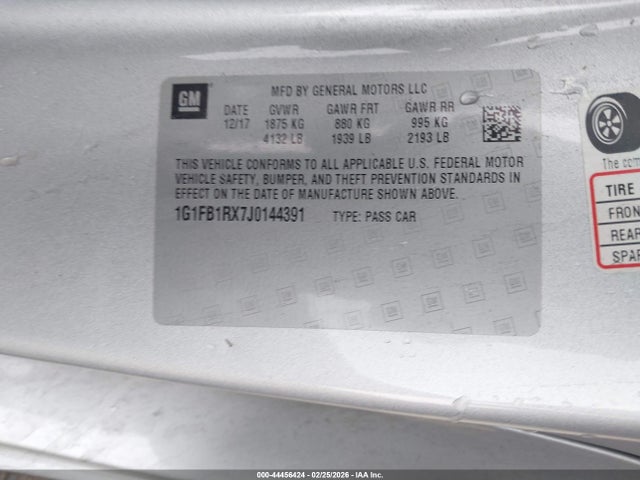 GM
MFD BY GENERAL MOTORS LLC
DATE GVWR GAWR FRT GAWR RR
12/17 1875 KG 880 KG 995 KG
4132 LB 1939 LB 2193 LB
THIS VEHICLE CONFORMS TO ALL APPLICABLE U.S. FEDERAL MOTOR
VEHICLE SAFETY, BUMPER, AND THEFT PREVENTION STANDARDS IN
EFFECT ON THE DATE OF MANUFACTURE SHOWN ABOVE.
1G1FB1RX7J0144391 TYPE: PASS CAR
The com
TIRE
FRON
REAR
SPAR
000-44456424 - 02/25/2026 - IAA Inc.